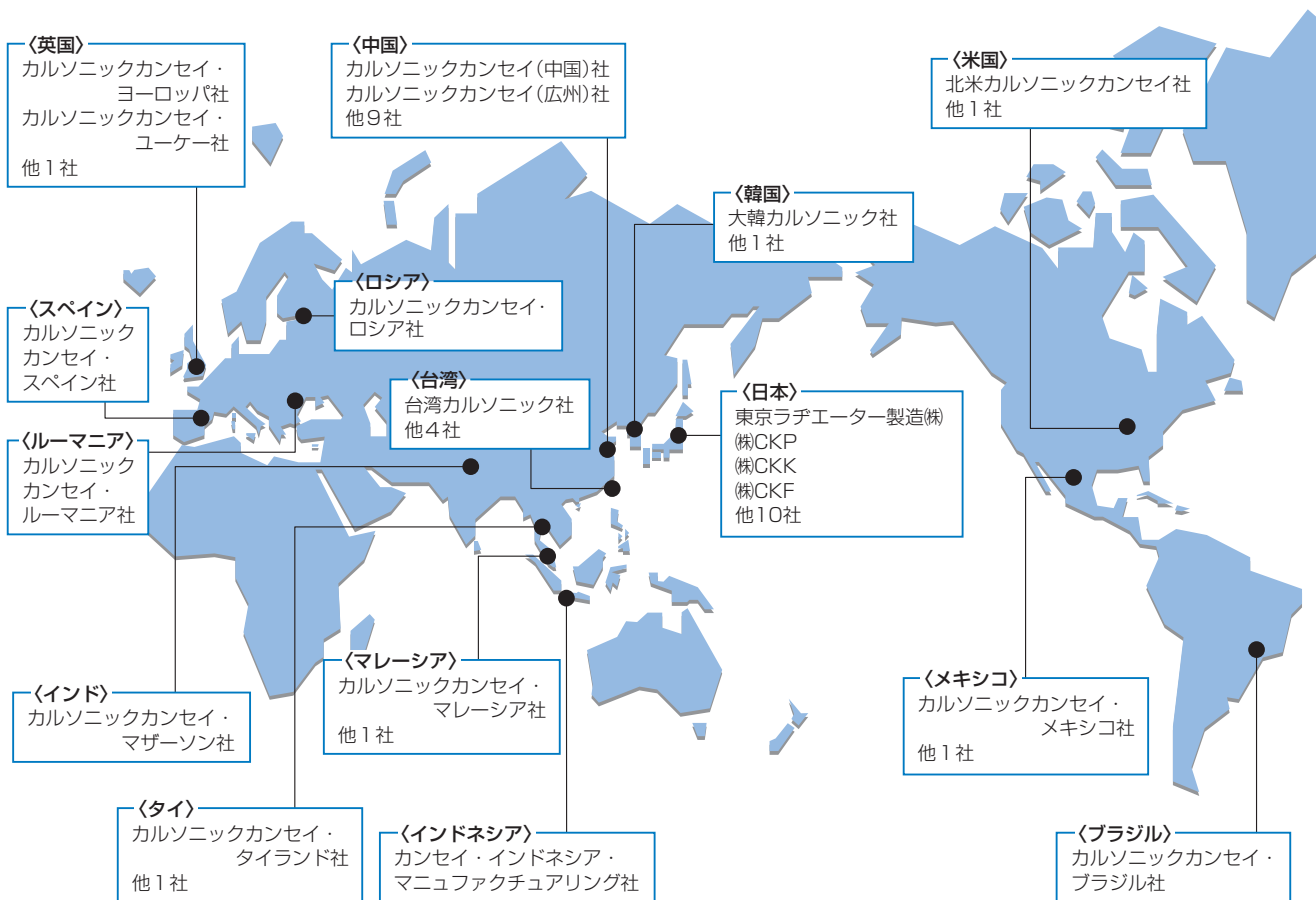 〈英国〉
カルソニックカンセイ・
ヨーロッパ社
カルソニックカンセイ・
ユーケー社
他1社
〈中国〉
カルソニックカンセイ(中国)社
カルソニックカンセイ(広州)社
他9社
〈米国〉
北米カルソニックカンセイ社
他1社
〈韓国〉
大韓カルソニック社
他1社
〈ロシア〉
カルソニックカンセイ・
ロシア社
〈スペイン〉
カルソニック
カンセイ・
スペイン社
〈台湾〉
台湾カルソニック社
他4社
〈日本〉
東京ラヂエーター製造㈱
㈱CKP
㈱CKK
㈱CKF
他10社
〈ルーマニア〉
カルソニック
カンセイ・
ルーマニア社
〈インド〉
カルソニックカンセイ・
マザーソン社
〈マレーシア〉
カルソニックカンセイ・
マレーシア社
他1社
〈メキシコ〉
カルソニックカンセイ・
メキシコ社
他1社
〈タイ〉
カルソニックカンセイ・
タイランド社
他1社
〈インドネシア〉
カンセイ・インドネシア・
マニュファクチュアリング社
〈ブラジル〉
カルソニックカンセイ・
ブラジル社